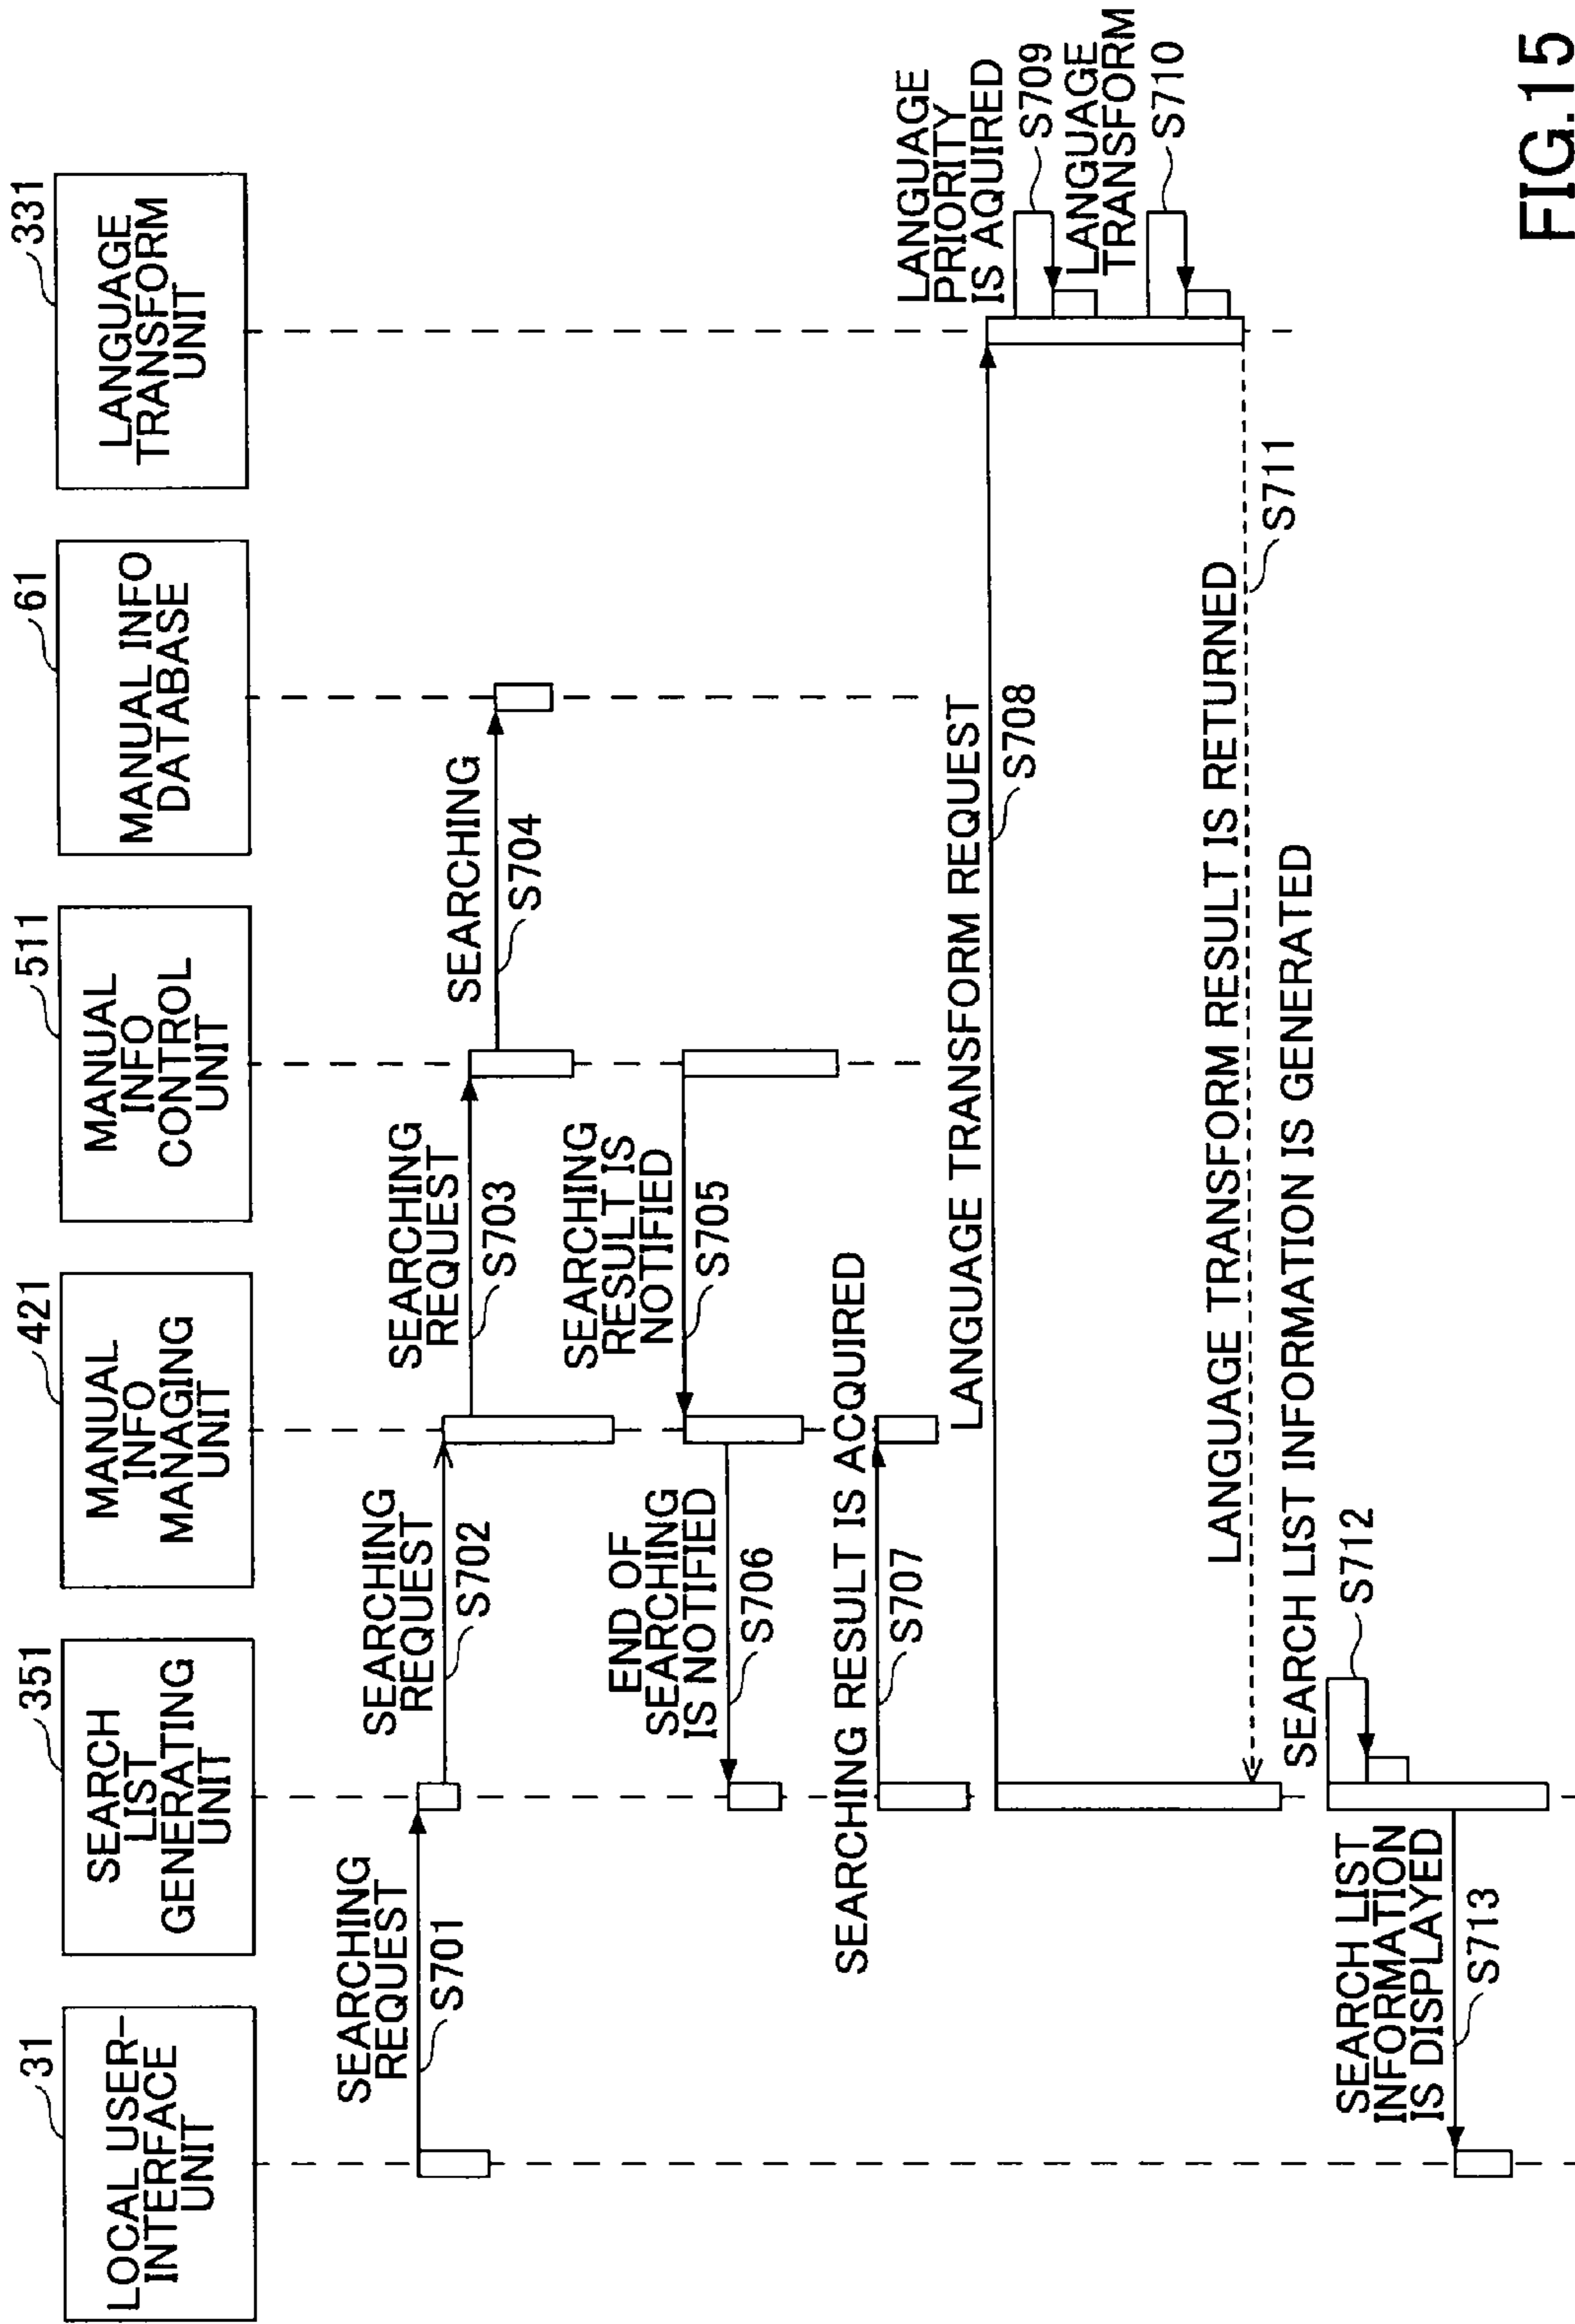 31
LOCAL USER-
INTERFACE
UNIT
351
SEARCH
LIST
GENERATING
UNIT
421
MANUAL
INFO
MANAGING
UNIT
511
MANUAL
INFO
CONTROL
UNIT
61
MANUAL INFO
DATABASE
331
LANGUAGE
TRANSFORM
UNIT
SEARCHING
REQUEST
S701
SEARCHING
REQUEST
S702
SEARCHING
REQUEST
S703
SEARCHING
S704
SEARCHING
RESULT IS
NOTIFIED
S705
END OF
SEARCHING
IS NOTIFIED
S706
SEARCHING RESULT IS ACQUIRED
S707
LANGUAGE TRANSFORM REQUEST
S708
LANGUAGE
PRIORITY
IS AQUIRED
S709
LANGUAGE
TRANSFORM
S710
LANGUAGE TRANSFORM RESULT IS RETURNED
S711
SEARCH LIST INFORMATION IS GENERATED
S712
SEARCH LIST
INFORMATION
IS DISPLAYED
S713
FIG.15